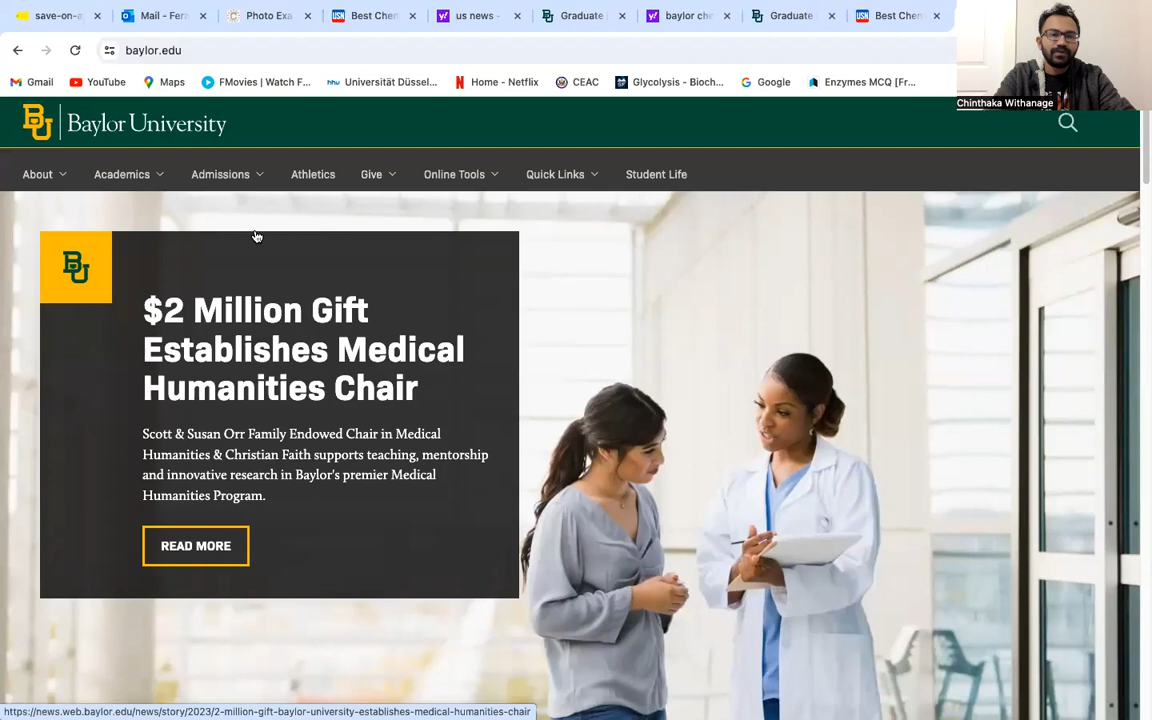 save-on-a
Mail - Fern
Photo Exa
USN Best Chem
y! us news -
Graduate
y! baylor che
Graduate
USN Best Chem
baylor.edu
Gmail
YouTube
Maps
FMovies | Watch F...
hhu Universität Düssel...
Home - Netflix
CEAC
Glycolysis - Bioch...
Google
Enzymes MCQ [Fr...
Chinthaka Withanage
BU Baylor University
About
Academics
Admissions
Athletics
Give
Online Tools
Quick Links
Student Life
BU
$2 Million Gift
Establishes Medical
Humanities Chair
Scott & Susan Orr Family Endowed Chair in Medical
Humanities & Christian Faith supports teaching, mentorship
and innovative research in Baylor's premier Medical
Humanities Program.
READ MORE
https://news.web.baylor.edu/news/story/2023/2-million-gift-baylor-university-establishes-medical-humanities-chair